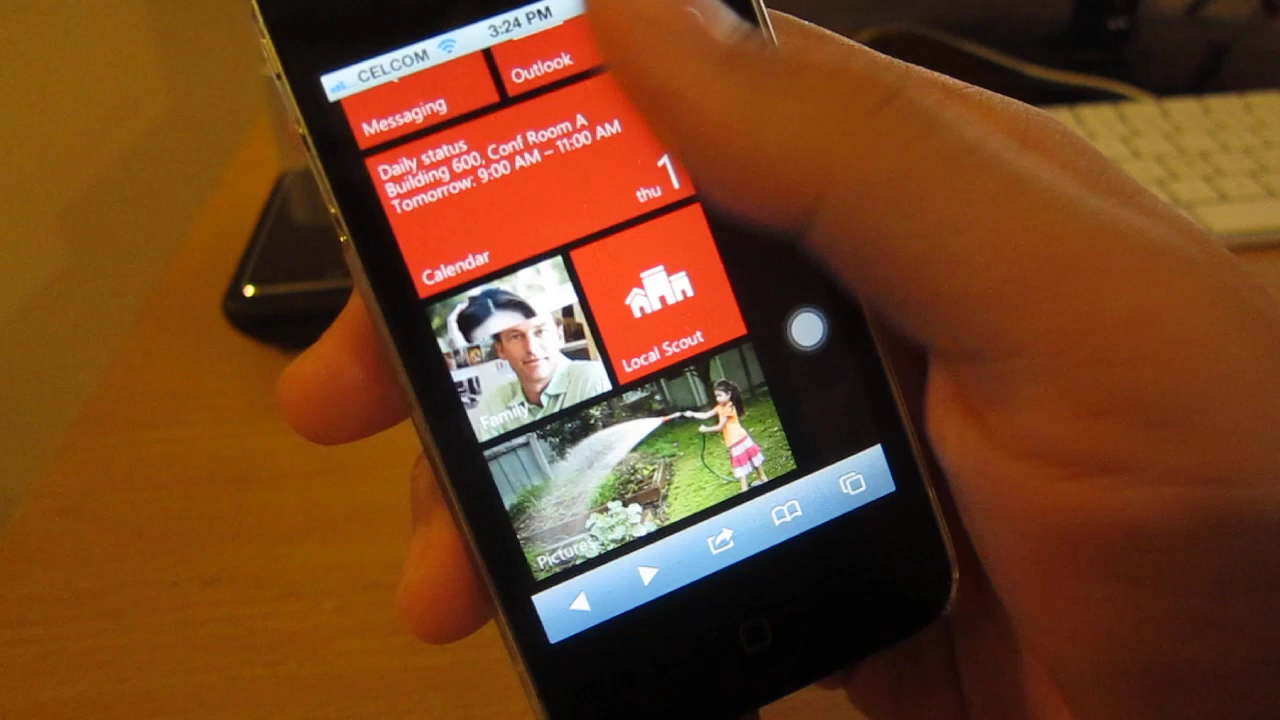 CELCOM 3:24 PM
Messaging
Outlook
Daily status
Building 600, Conf Room A
Tomorrow: 9:00 AM – 11:00 AM
thu 1
Calendar
Local Scout
Family
Pictures